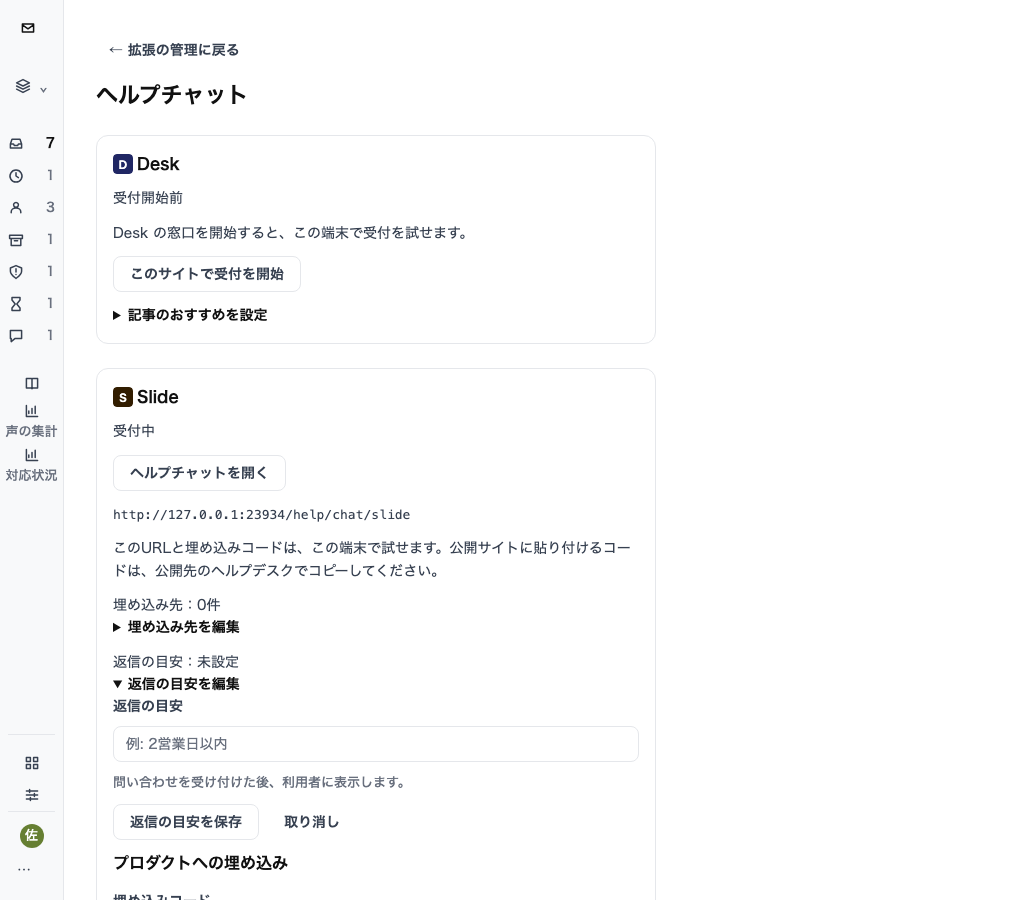 ← 拡張の管理に戻る
ヘルプチャット
7
1
3
1
1
1
1
声の集計
対応状況
佐
…
D Desk
受付開始前
Desk の窓口を開始すると、この端末で受付を試せます。
このサイトで受付を開始
▶ 記事のおすすめを設定
S Slide
受付中
ヘルプチャットを開く
http://127.0.0.1:23934/help/chat/slide
このURLと埋め込みコードは、この端末で試せます。公開サイトに貼り付けるコー
ドは、公開先のヘルプデスクでコピーしてください。
埋め込み先：0件
▶ 埋め込み先を編集
返信の目安：未設定
▼ 返信の目安を編集
返信の目安
例: 2営業日以内
問い合わせを受け付けた後、利用者に表示します。
返信の目安を保存
取り消し
プロダクトへの埋め込み
埋め込みコード